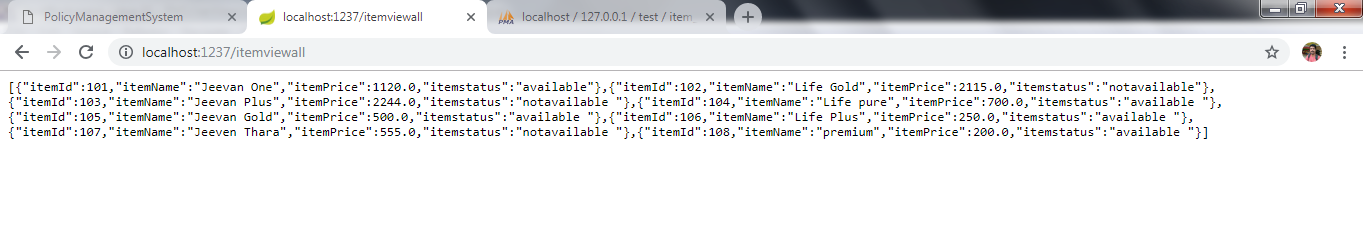 PolicyManagementSystem
localhost:1237/itemviewall
localhost / 127.0.0.1 / test / item
localhost:1237/itemviewall
[{"itemId":101,"itemName":"Jeevan One","itemPrice":1120.0,"itemstatus":"available"},{"itemId":102,"itemName":"Life Gold","itemPrice":2115.0,"itemstatus":"notavailable"},
{"itemId":103,"itemName":"Jeevan Plus","itemPrice":2244.0,"itemstatus":"notavailable "},{"itemId":104,"itemName":"Life pure","itemPrice":700.0,"itemstatus":"available "},
{"itemId":105,"itemName":"Jeevan Gold","itemPrice":500.0,"itemstatus":"available "},{"itemId":106,"itemName":"Life Plus","itemPrice":250.0,"itemstatus":"available "},
{"itemId":107,"itemName":"Jeeven Thara","itemPrice":555.0,"itemstatus":"notavailable "},{"itemId":108,"itemName":"premium","itemPrice":200.0,"itemstatus":"available "}]